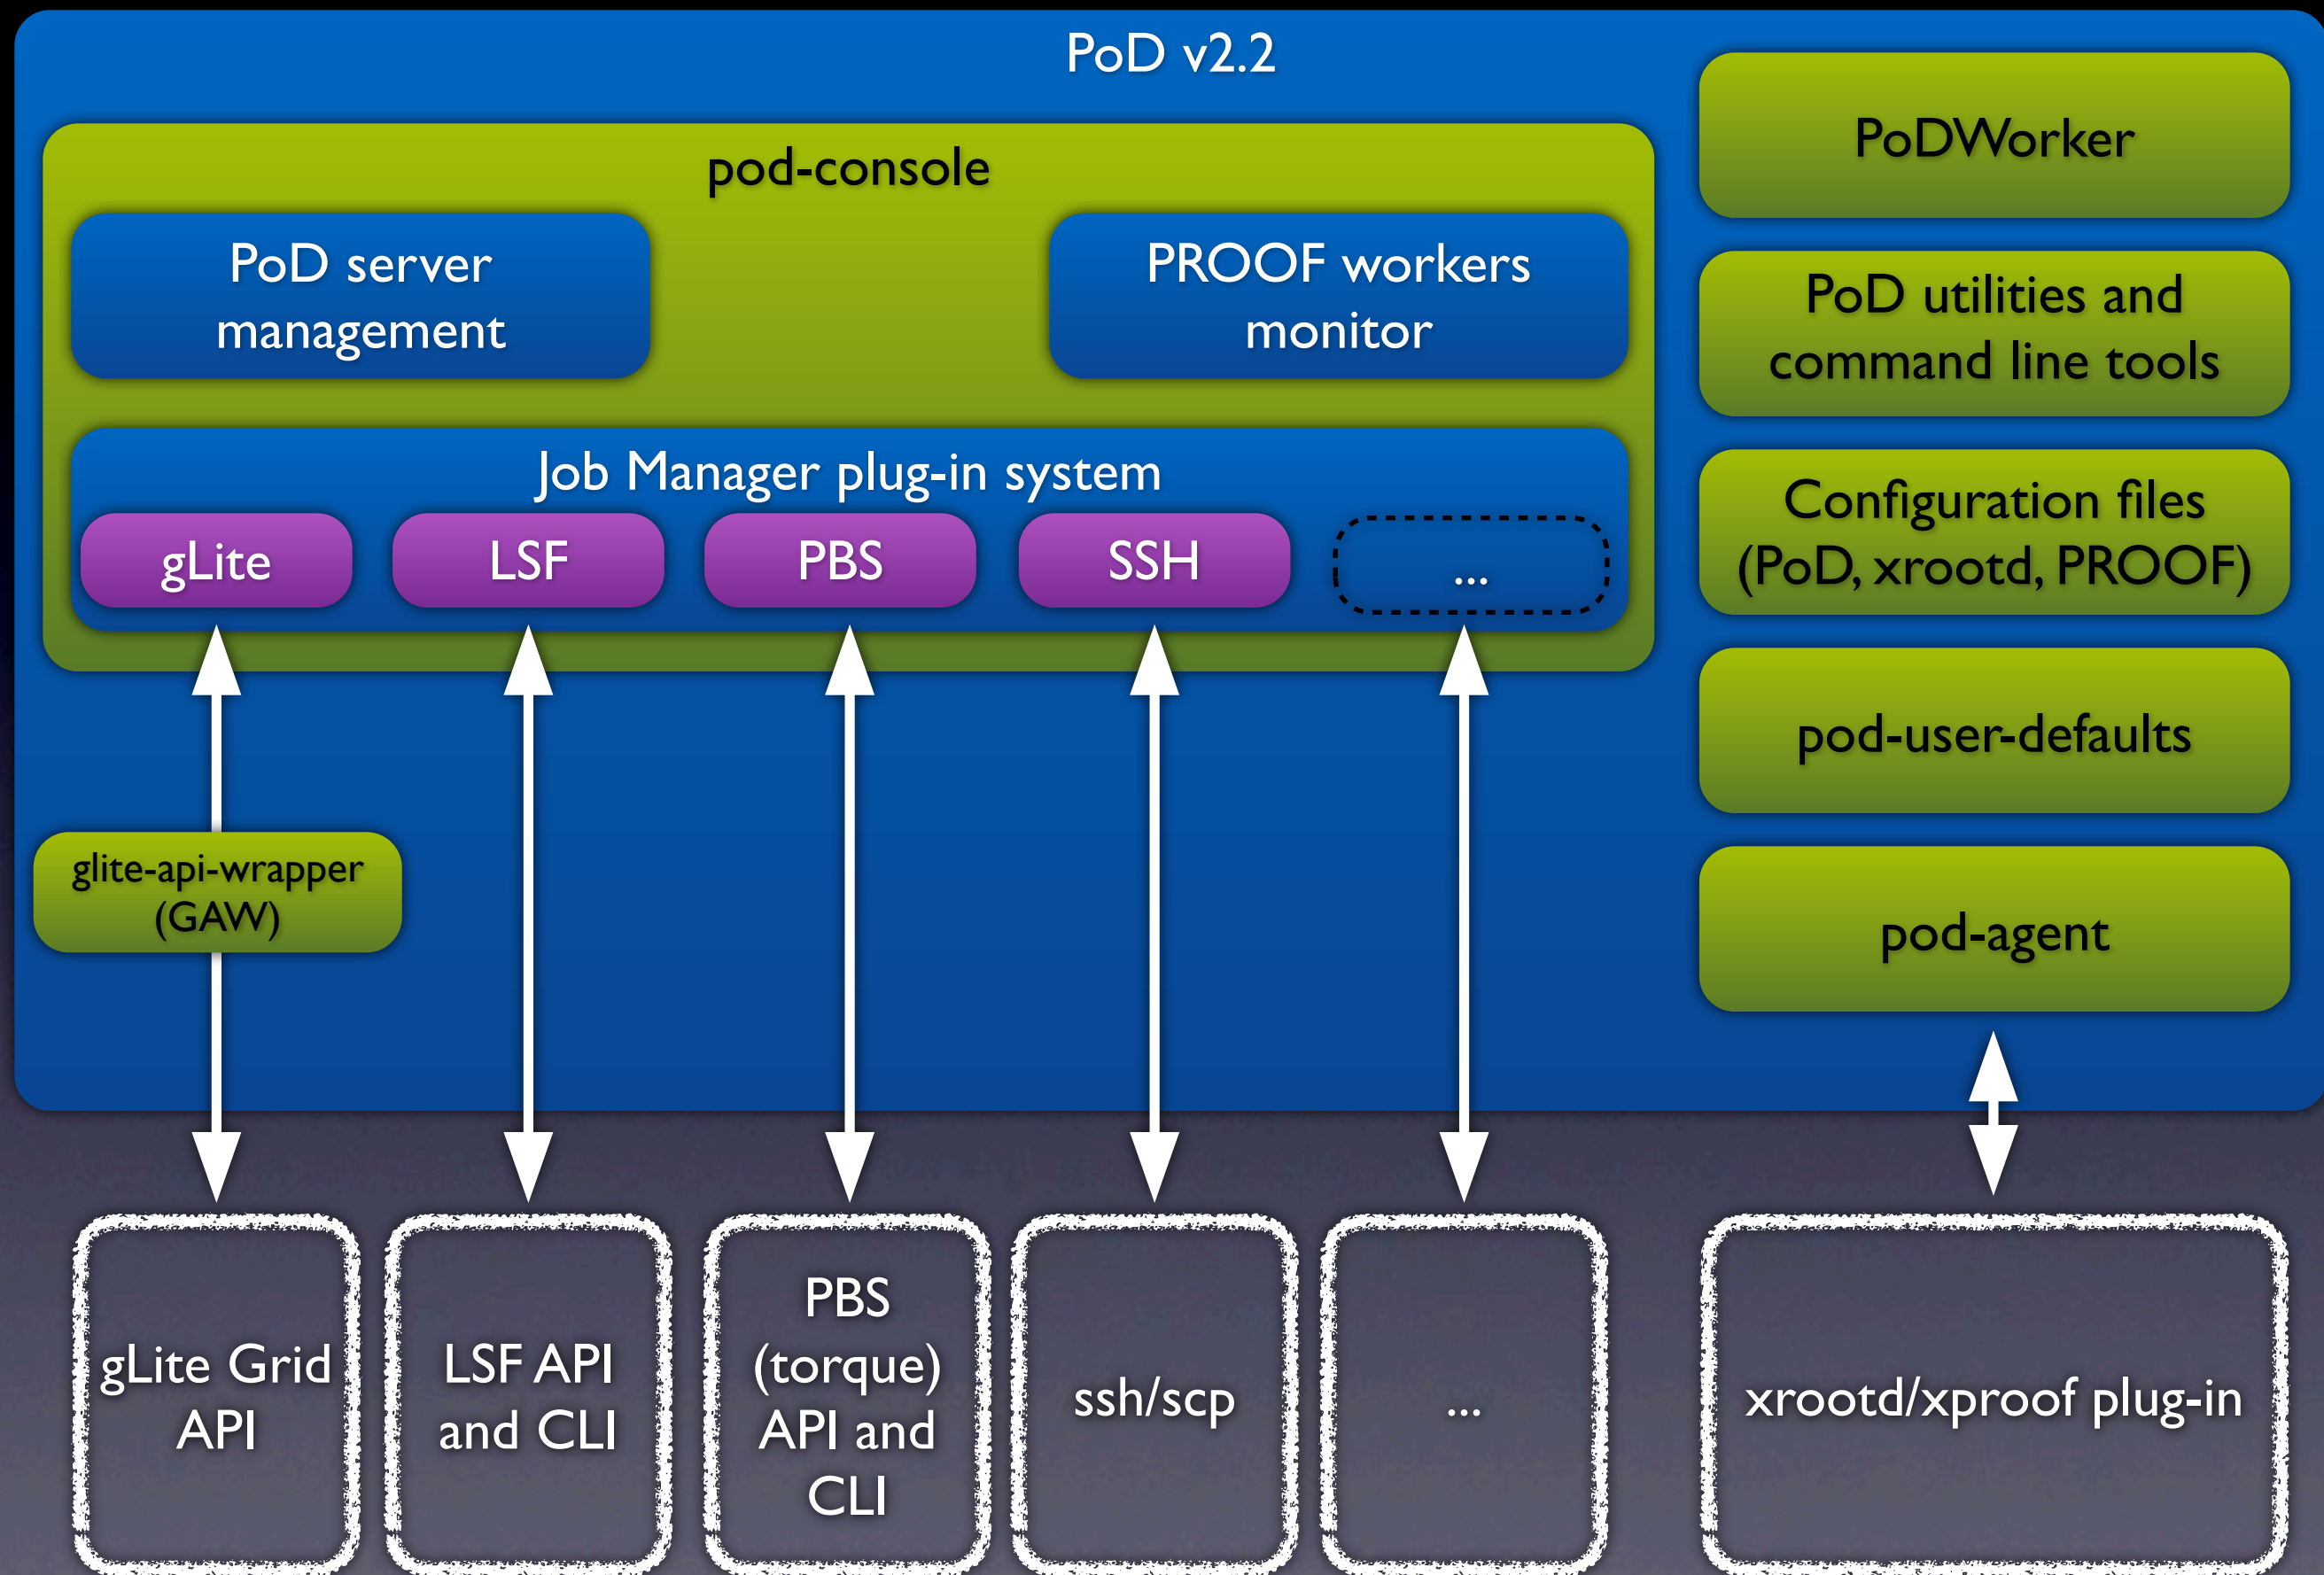 PoD v2.2
pod-console
PoD server
management
PROOF workers
monitor
Job Manager plug-in system
gLite
LSF
PBS
SSH
...
glite-api-wrapper
(GAW)
PoDWorker
PoD utilities and
command line tools
Configuration files
(PoD, xrootd, PROOF)
pod-user-defaults
pod-agent
gLite Grid
API
LSF API
and CLI
PBS
(torque)
API and
CLI
ssh/scp
...
xrootd/xproof plug-in